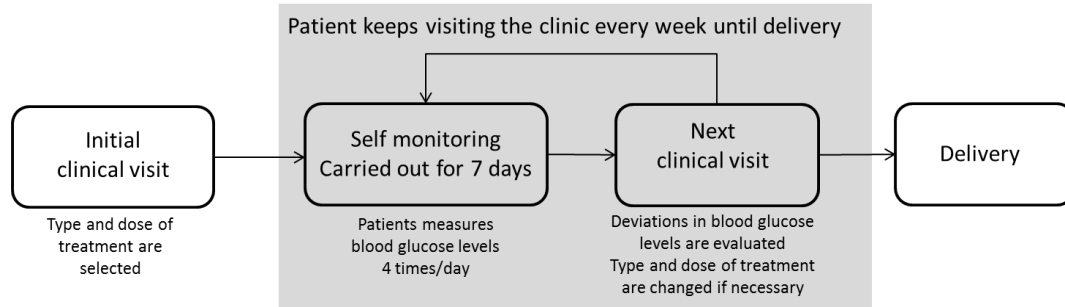 Patient keeps visiting the clinic every week until delivery
Initial
clinical visit
Type and dose of
treatment are
selected
Self monitoring
Carried out for 7 days
Patients measures
blood glucose levels
4 times/day
Next
clinical visit
Deviations in blood glucose
levels are evaluated
Type and dose of treatment
are changed if necessary
Delivery